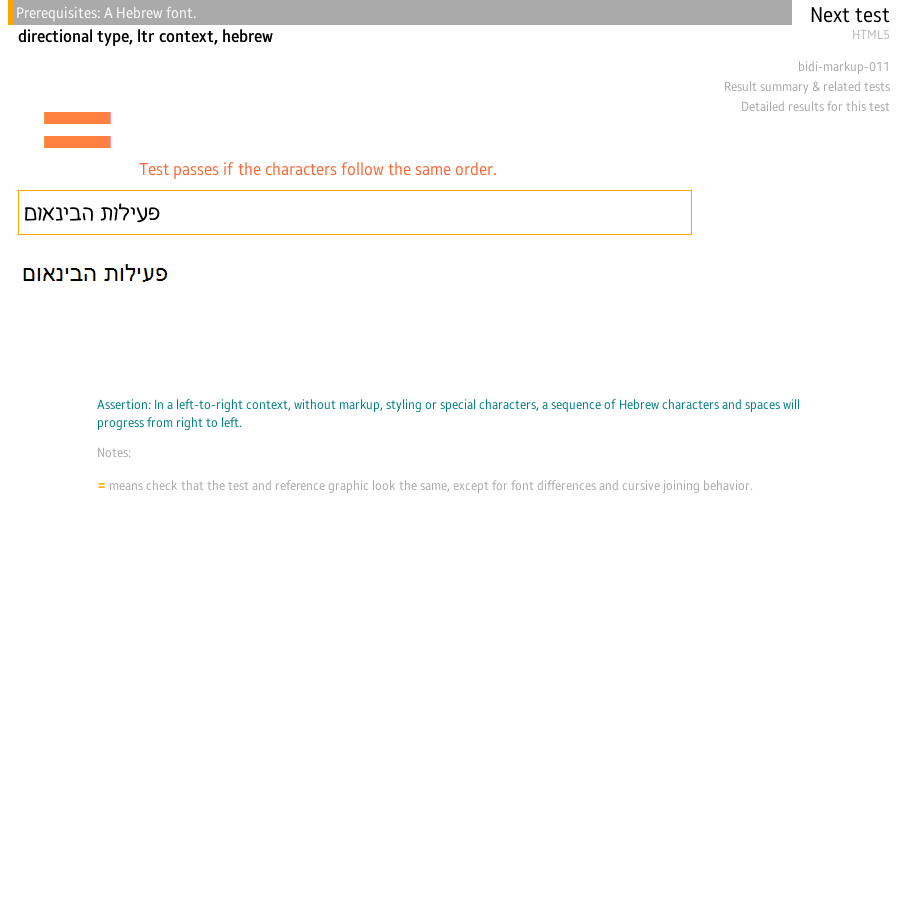 Prerequisites: A Hebrew font.
Next test
directional type, ltr context, hebrew
HTML5
bidi-markup-011
Result summary & related tests
Detailed results for this test
=
Test passes if the characters follow the same order.
פעילות הבינאום
פעילות הבינאום
Assertion: In a left-to-right context, without markup, styling or special characters, a sequence of Hebrew characters and spaces will
progress from right to left.
Notes:
= means check that the test and reference graphic look the same, except for font differences and cursive joining behavior.